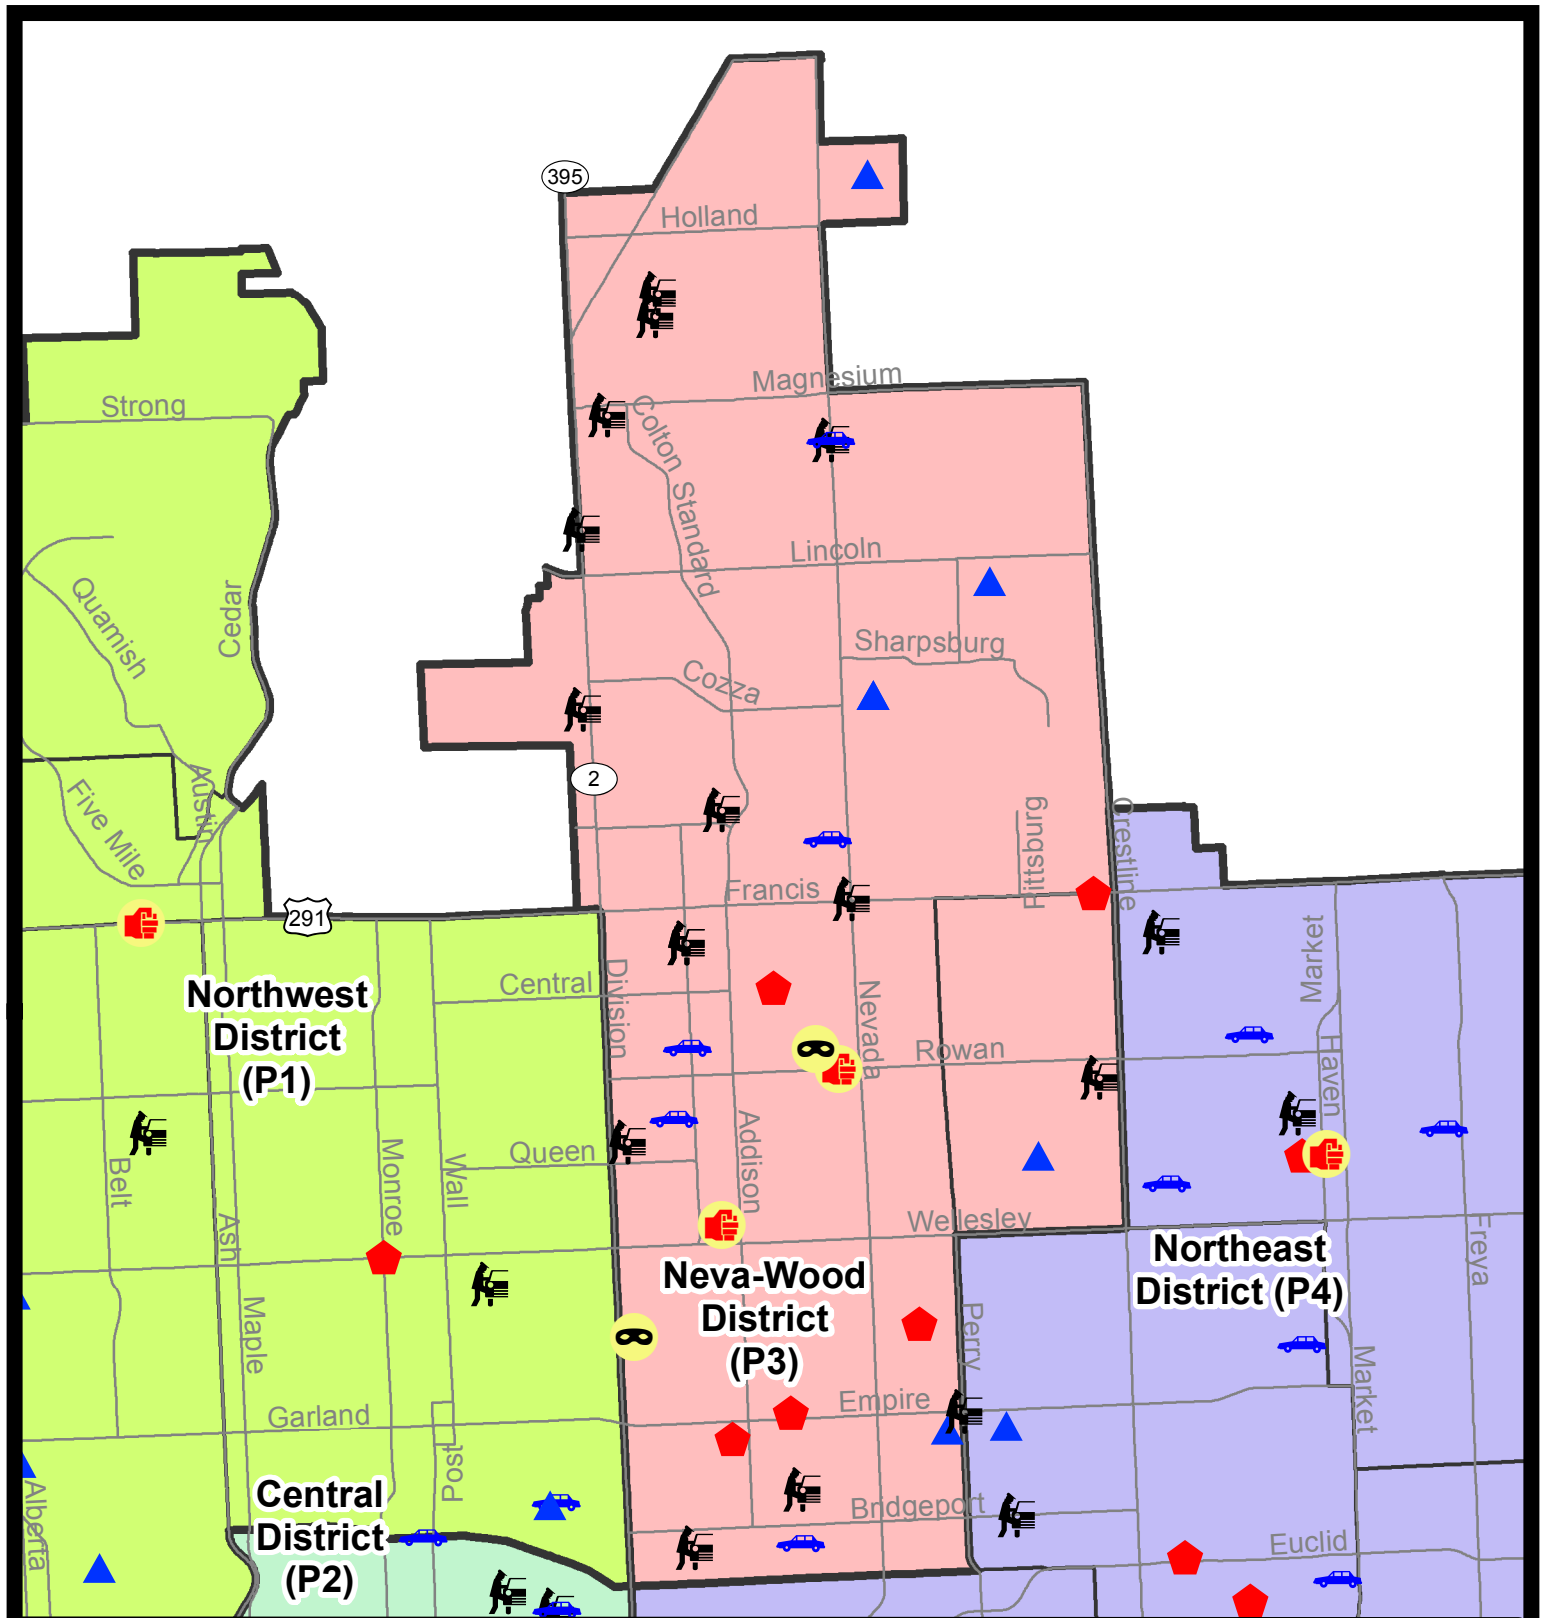 395
Holland
Magnesium
Strong
Colton
Standard
Lincoln
Quamish
Cedar
Sharpsburg
Cozza
Austin
2
Five Mile
Pittsburg
Crestline
Francis
291
Market
Northwest
District
(P1)
Central
Division
Nevada
Rowan
Haven
Addison
Queen
Belt
Monroe
Wall
Ash
Wellesley
Freya
Northeast
District (P4)
Neva-Wood
District
(P3)
Maple
Perry
Market
Garland
Empire
Post
Alberta
Central
District
(P2)
Bridgeport
Euclid